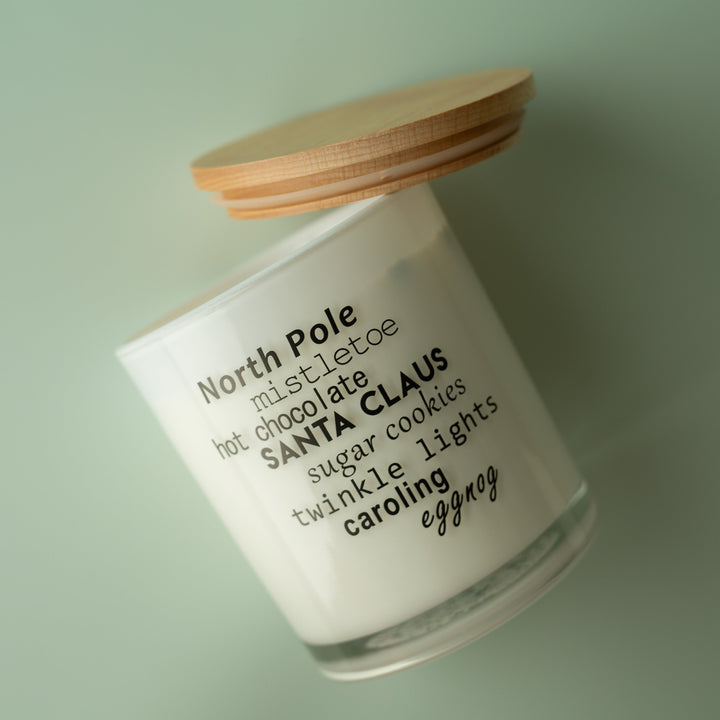 North Pole
mistletoe
hot chocolate
SANTA CLAUS
sugar cookies
twinkle lights
caroling
eggnog